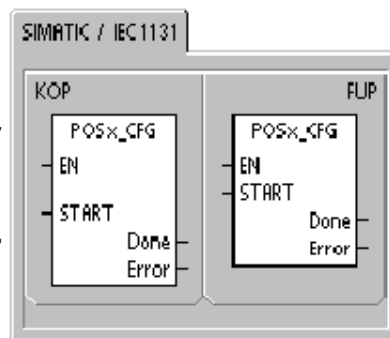 SIMATIC / IEC1131
KOP
POSx_CFG
EN
START
Done
Error
FUP
POSx_CFG
EN
START
Done
Error